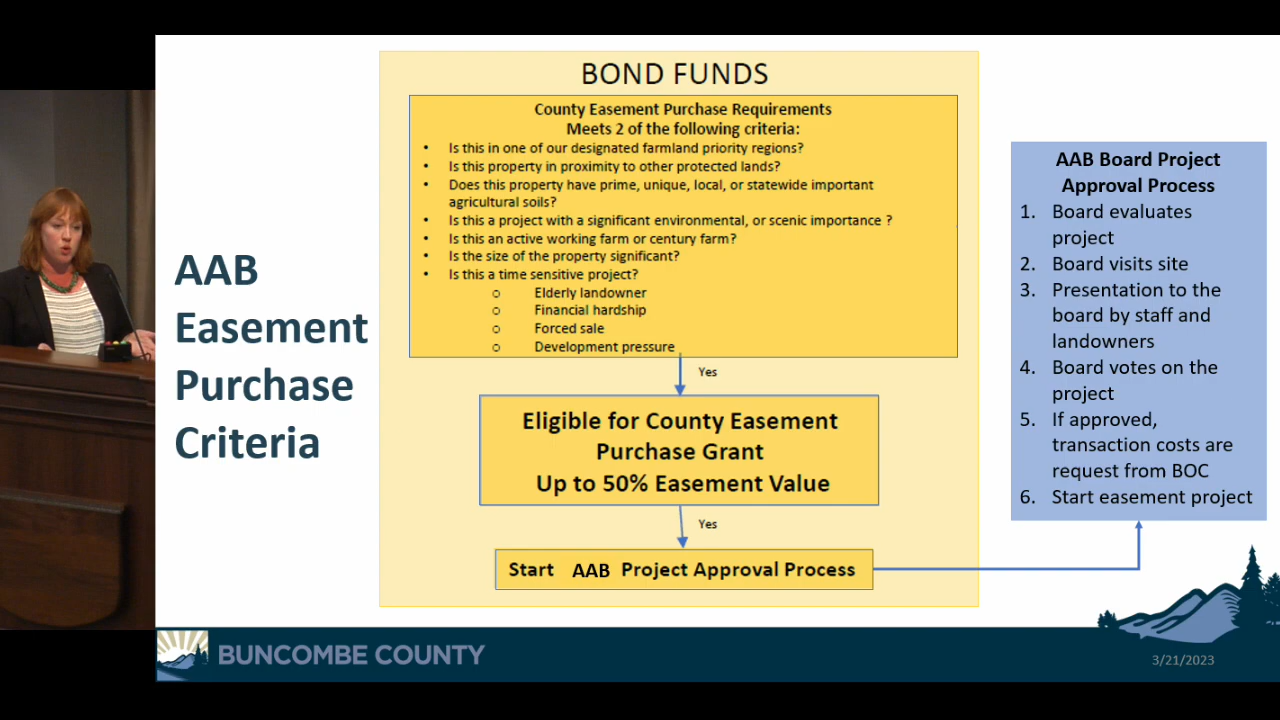 AAB
Easement
Purchase
Criteria
BOND FUNDS
County Easement Purchase Requirements
Meets 2 of the following criteria:
• Is this in one of our designated farmland priority regions?
• Is this property in proximity to other protected lands?
• Does this property have prime, unique, local, or statewide important
agricultural soils?
• Is this a project with a significant environmental, or scenic importance ?
• Is this an active working farm or century farm?
• Is the size of the property significant?
• Is this a time sensitive project?
o Elderly landowner
o Financial hardship
o Forced sale
o Development pressure
Yes
Eligible for County Easement
Purchase Grant
Up to 50% Easement Value
Yes
Start AAB Project Approval Process
AAB Board Project
Approval Process
1. Board evaluates
project
2. Board visits site
3. Presentation to the
board by staff and
landowners
4. Board votes on the
project
5. If approved,
transaction costs are
request from BOC
6. Start easement project
BUNCOMBE COUNTY
3/21/2023